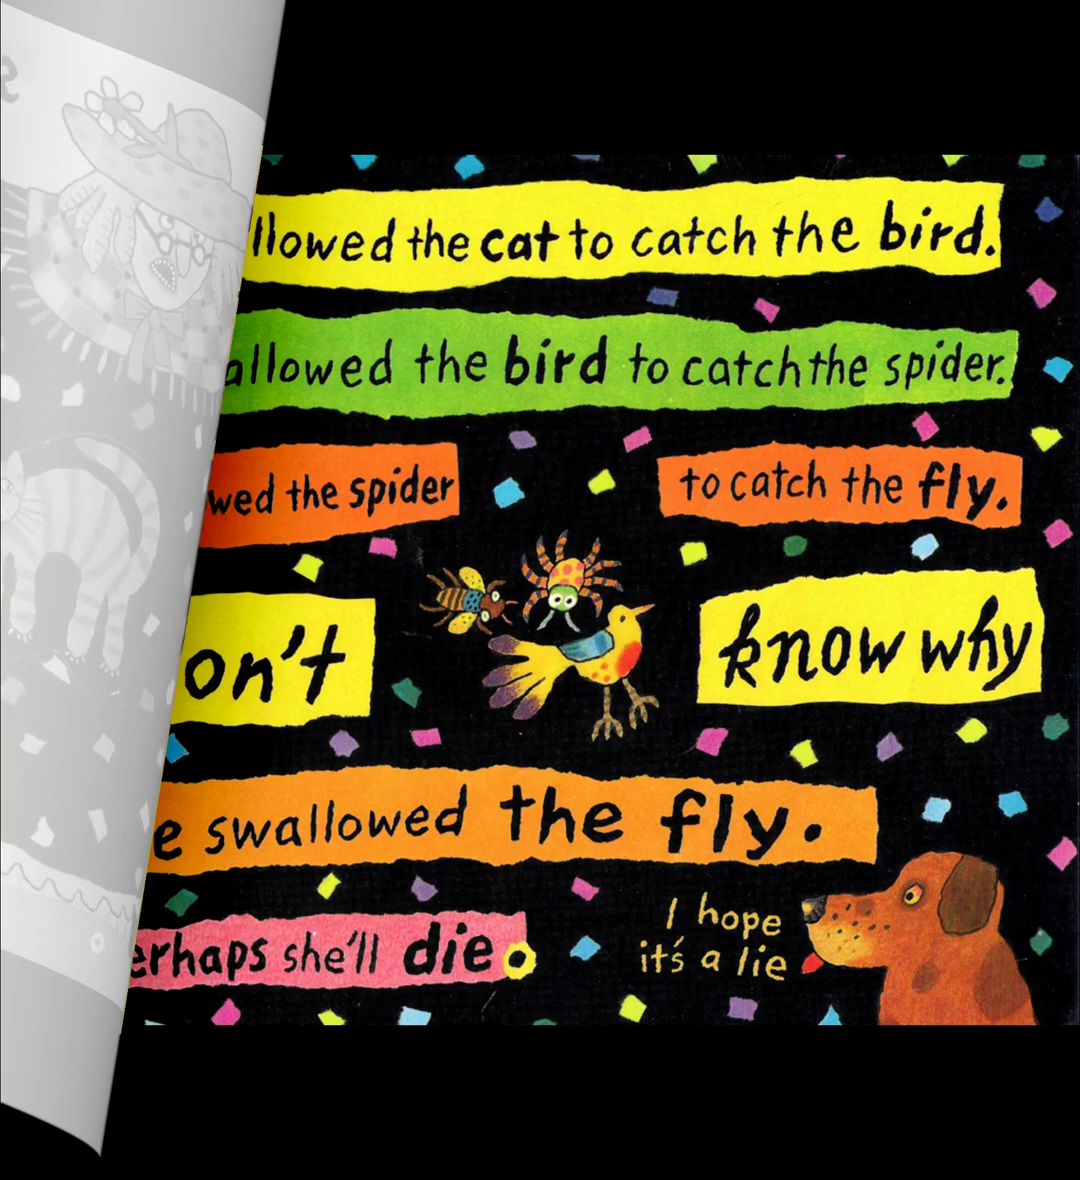 llowed the cat to catch the bird.
allowed the bird to catch the spider.
wed the spider to catch the fly.
on't know why
e swallowed the fly.
erhaps she'll die.
I hope
it's a lie